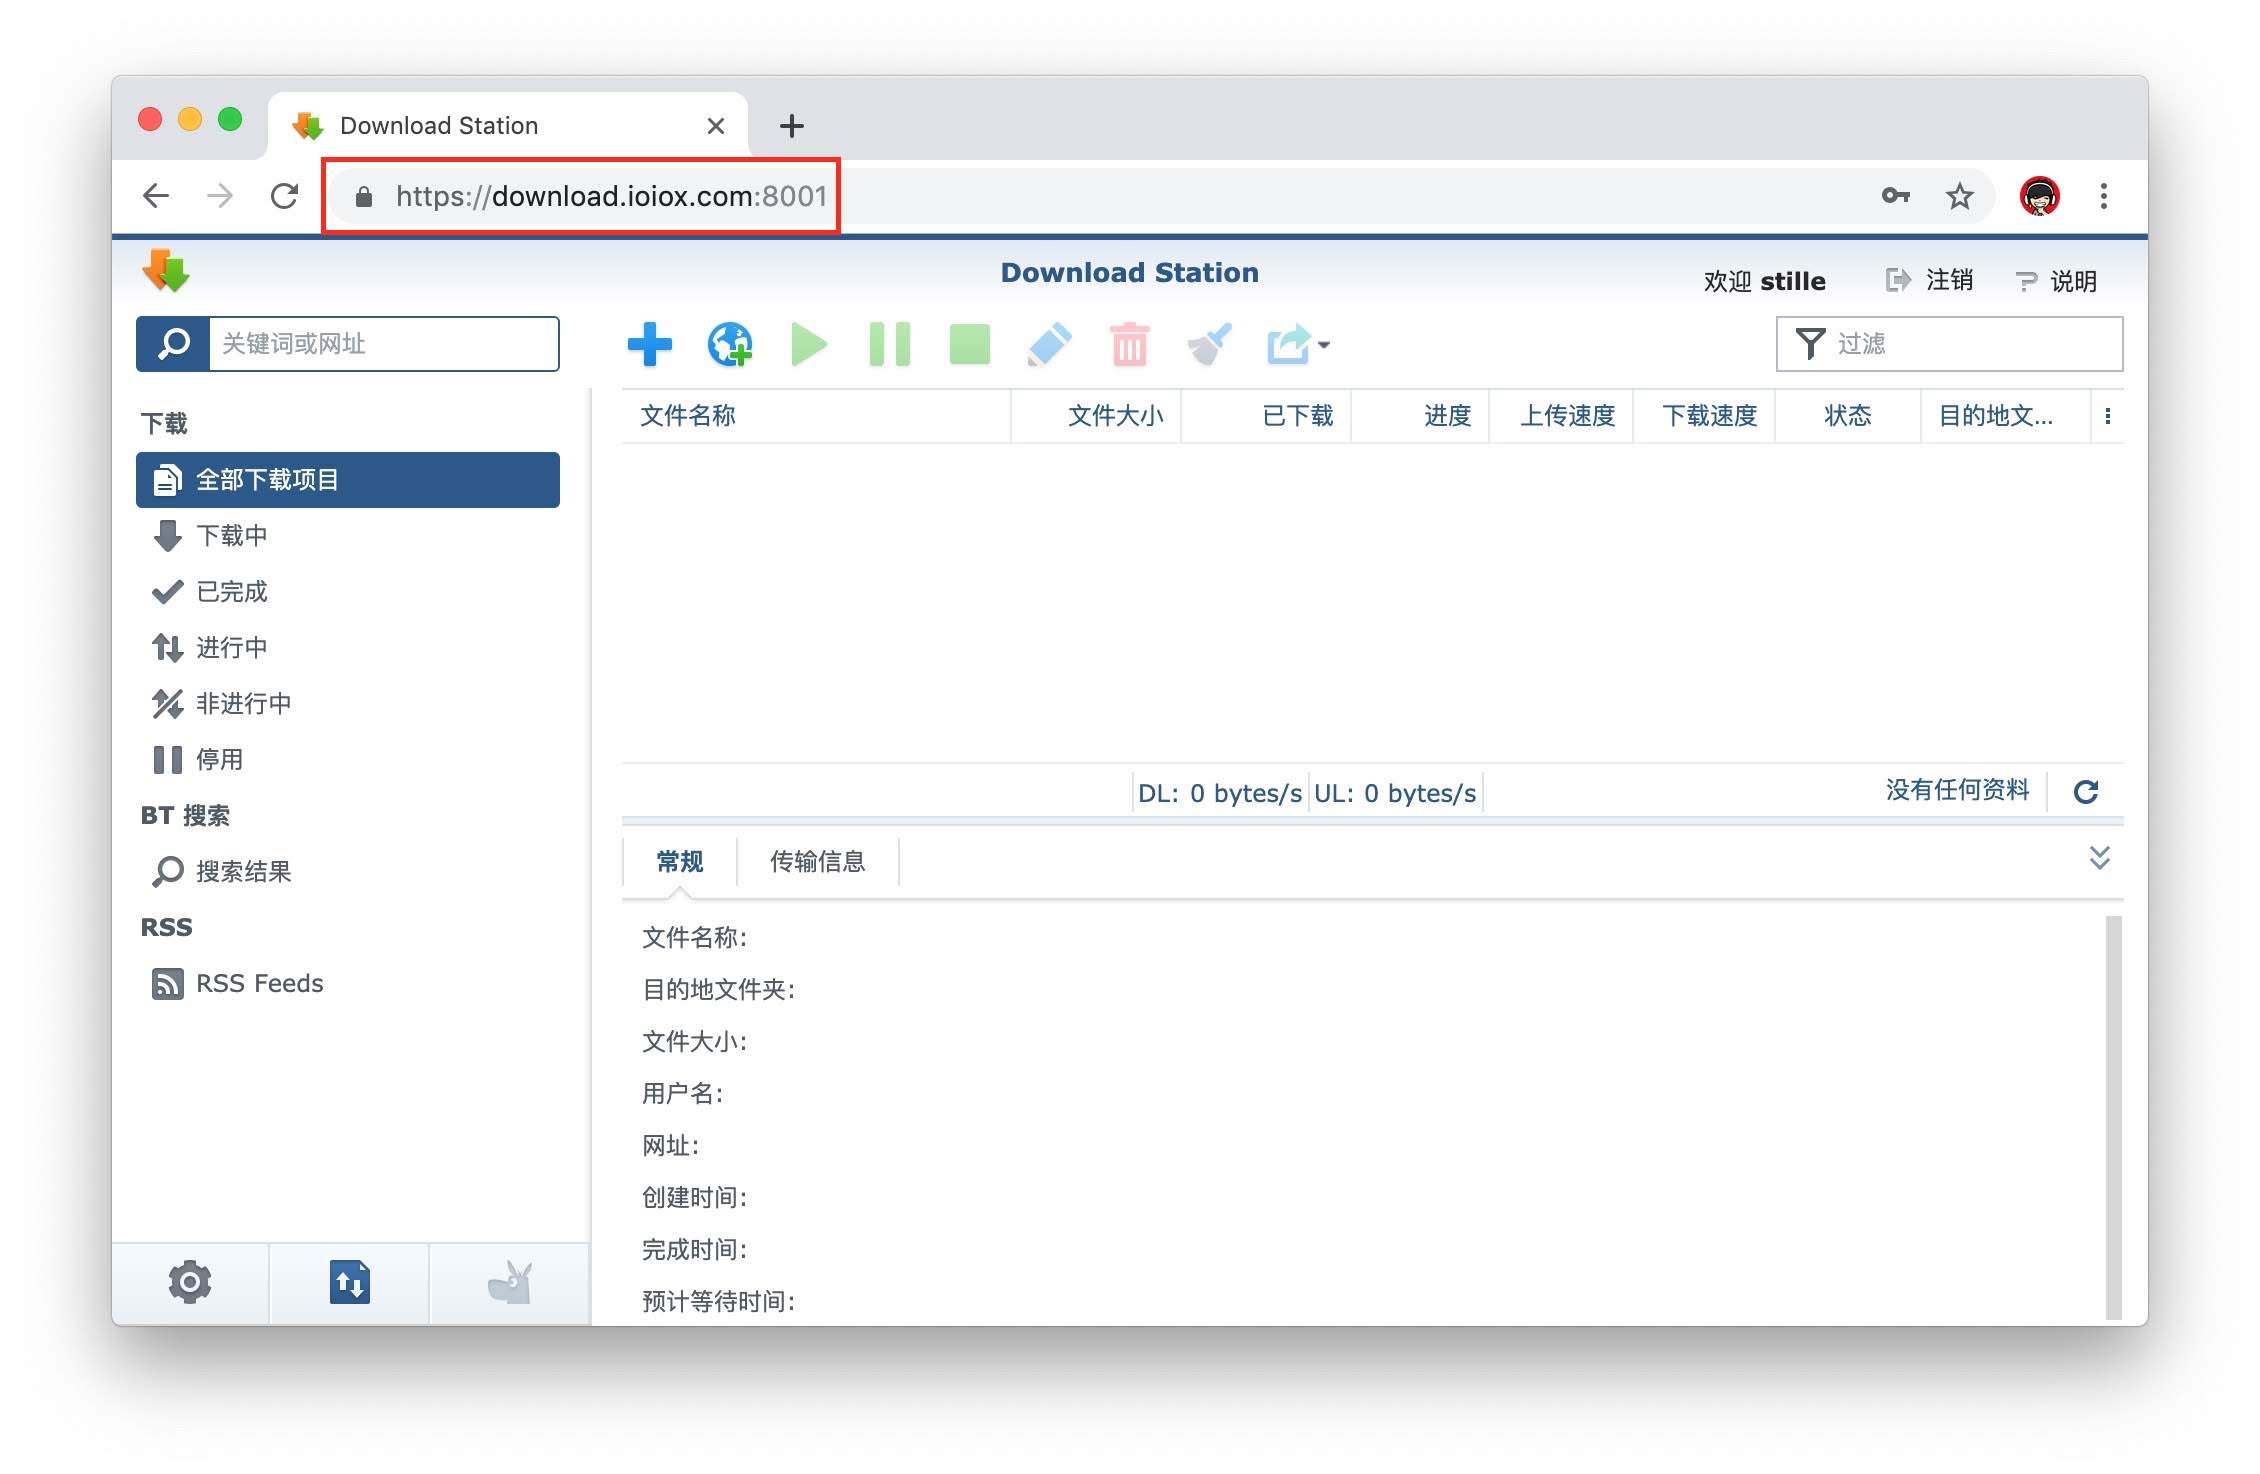 Download Station
https://download.ioiox.com:8001
Download Station
欢迎 stille
注销
说明
关键词或网址
过滤
下载
全部下载项目
下载中
已完成
进行中
非进行中
停用
BT 搜索
搜索结果
RSS
RSS Feeds
文件名称 文件大小 已下载 进度 上传速度 下载速度 状态 目的地文...
DL: 0 bytes/s UL: 0 bytes/s 没有任何资料
常规 传输信息
文件名称:
目的地文件夹:
文件大小:
用户名:
网址:
创建时间:
完成时间:
预计等待时间: